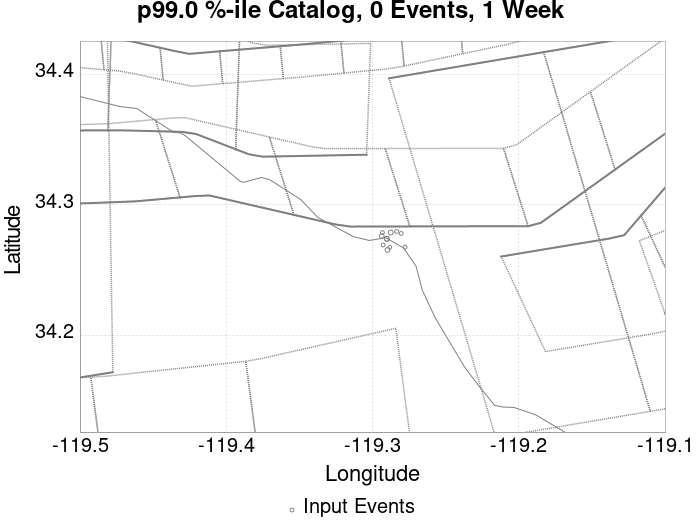 p99.0 %-ile Catalog, 0 Events, 1 Week
34.4
34.3
34.2
Latitude
-119.5
-119.4
-119.3
-119.2
-119.1
Longitude
Input Events